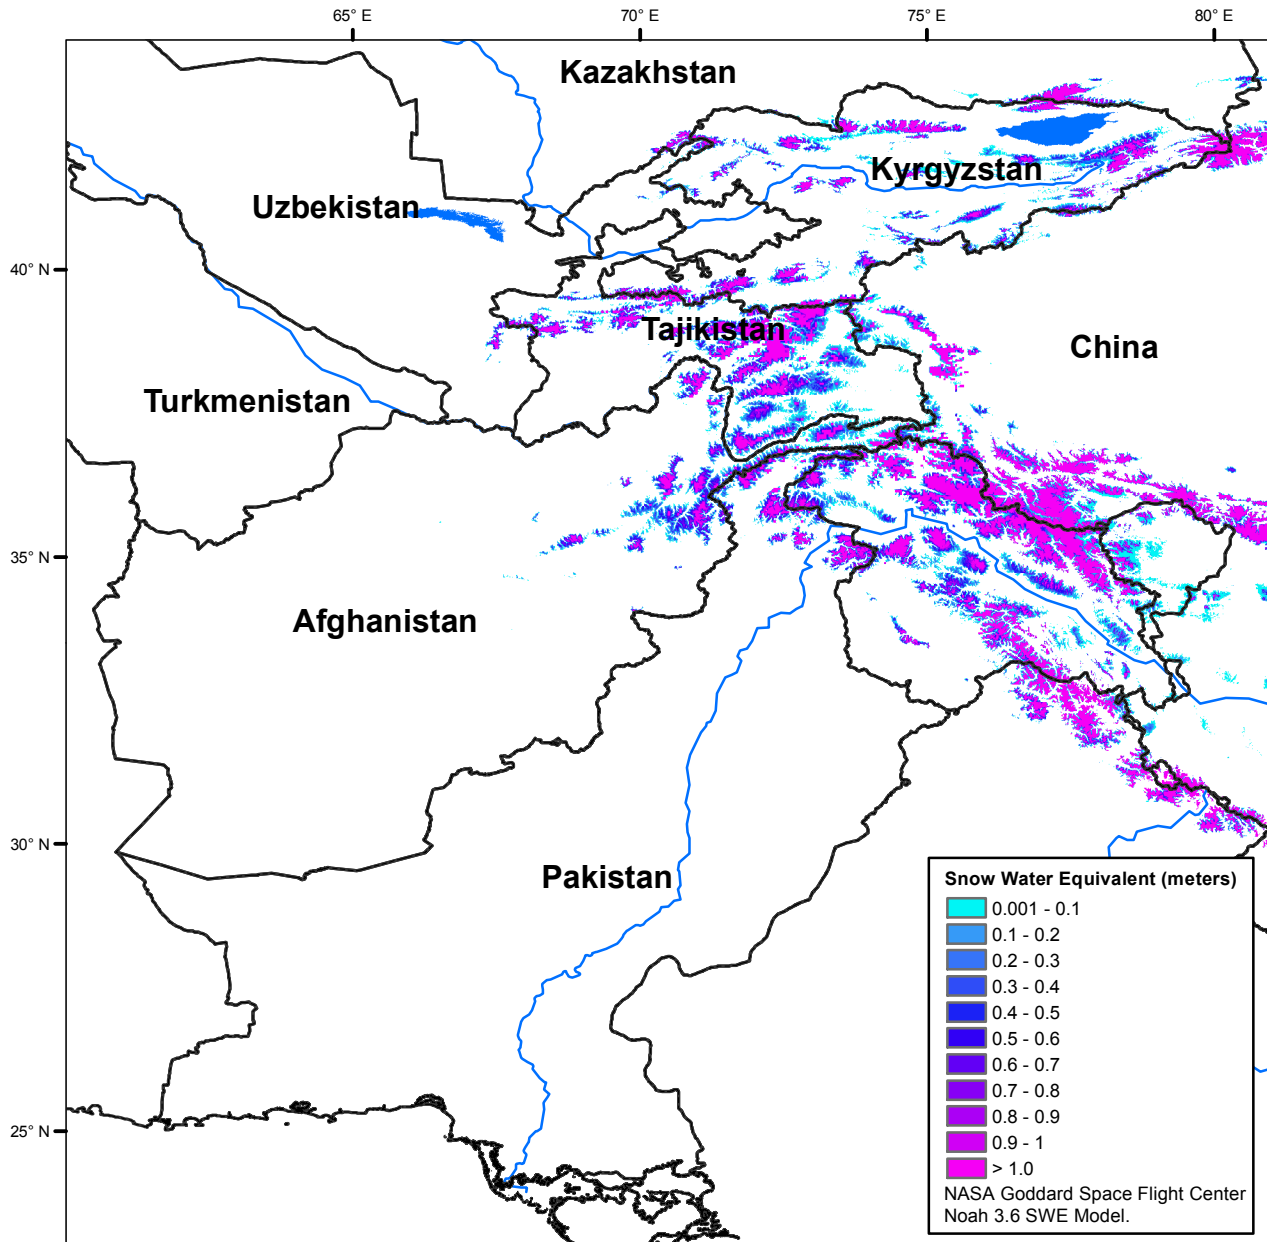 65° E
70° E
75° E
80° E
Kazakhstan
Kyrgyzstan
Uzbekistan
40° N
Tajikistan
China
Turkmenistan
35° N
Afghanistan
30° N
Pakistan
25° N
Snow Water Equivalent (meters)
0.001 - 0.1
0.1 - 0.2
0.2 - 0.3
0.3 - 0.4
0.4 - 0.5
0.5 - 0.6
0.6 - 0.7
0.7 - 0.8
0.8 - 0.9
0.9 - 1
> 1.0
NASA Goddard Space Flight Center
Noah 3.6 SWE Model.